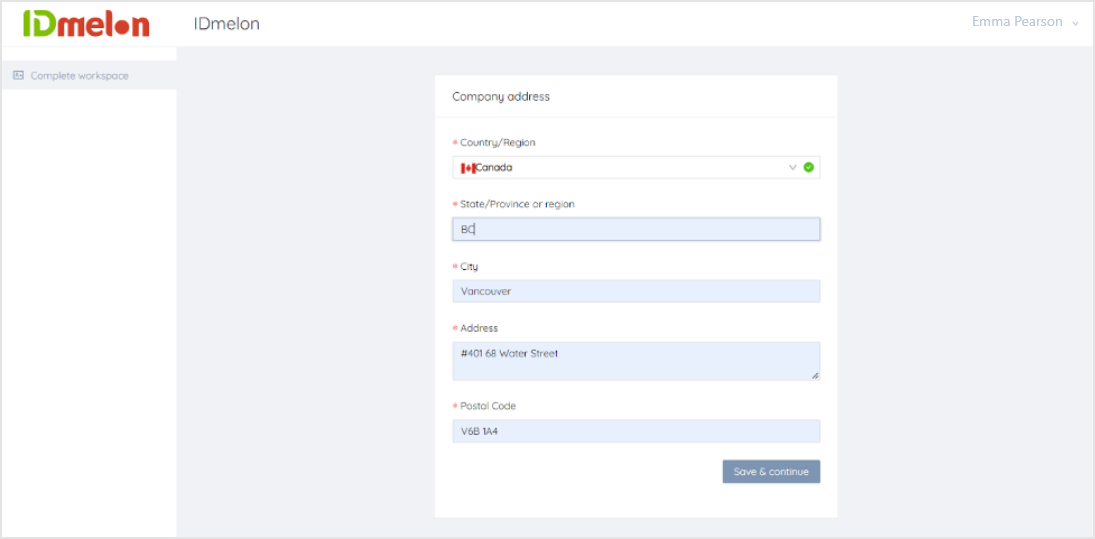 IDmelon
IDmelon
Emma Pearson
Complete workspace
Company address
* Country/Region
Canada
* State/Province or region
BC
* City
Vancouver
* Address
#401 68 Water Street
* Postal Code
V6B 1A4
Save & continue